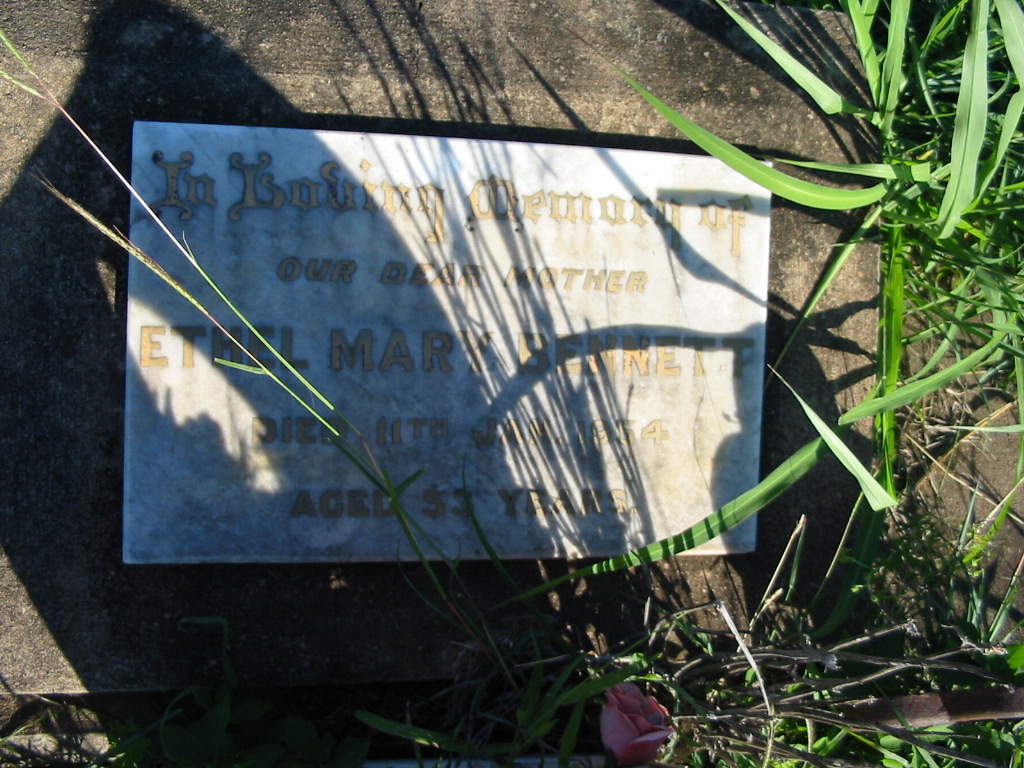 In Loving Memory of
OUR DEAR MOTHER
ETHEL MARY BENNETT
DIED 11TH JAN. 1954
AGED 53 YEARS.